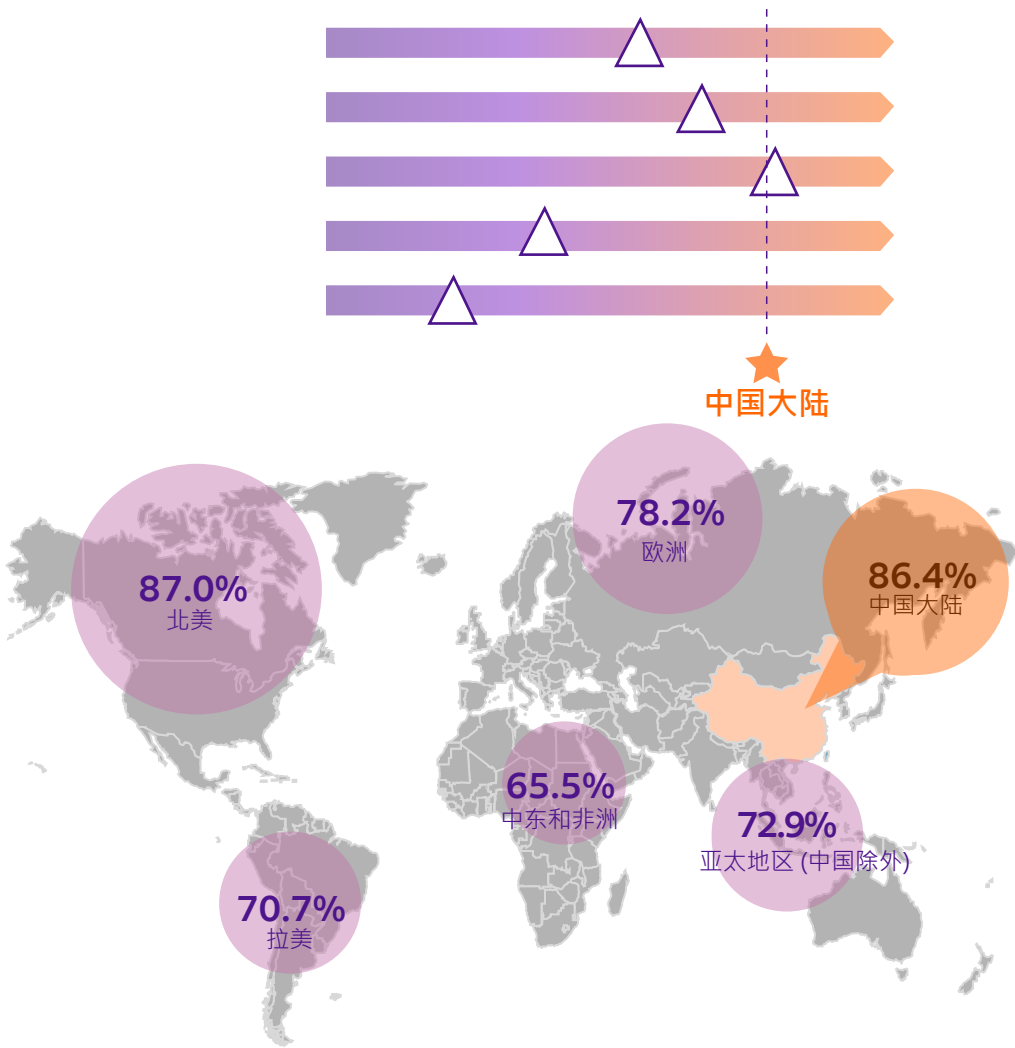 中国大陆
78.2%
欧洲
87.0%
北美
86.4%
中国大陆
65.5%
中东和非洲
72.9%
亚太地区 (中国除外)
70.7%
拉美